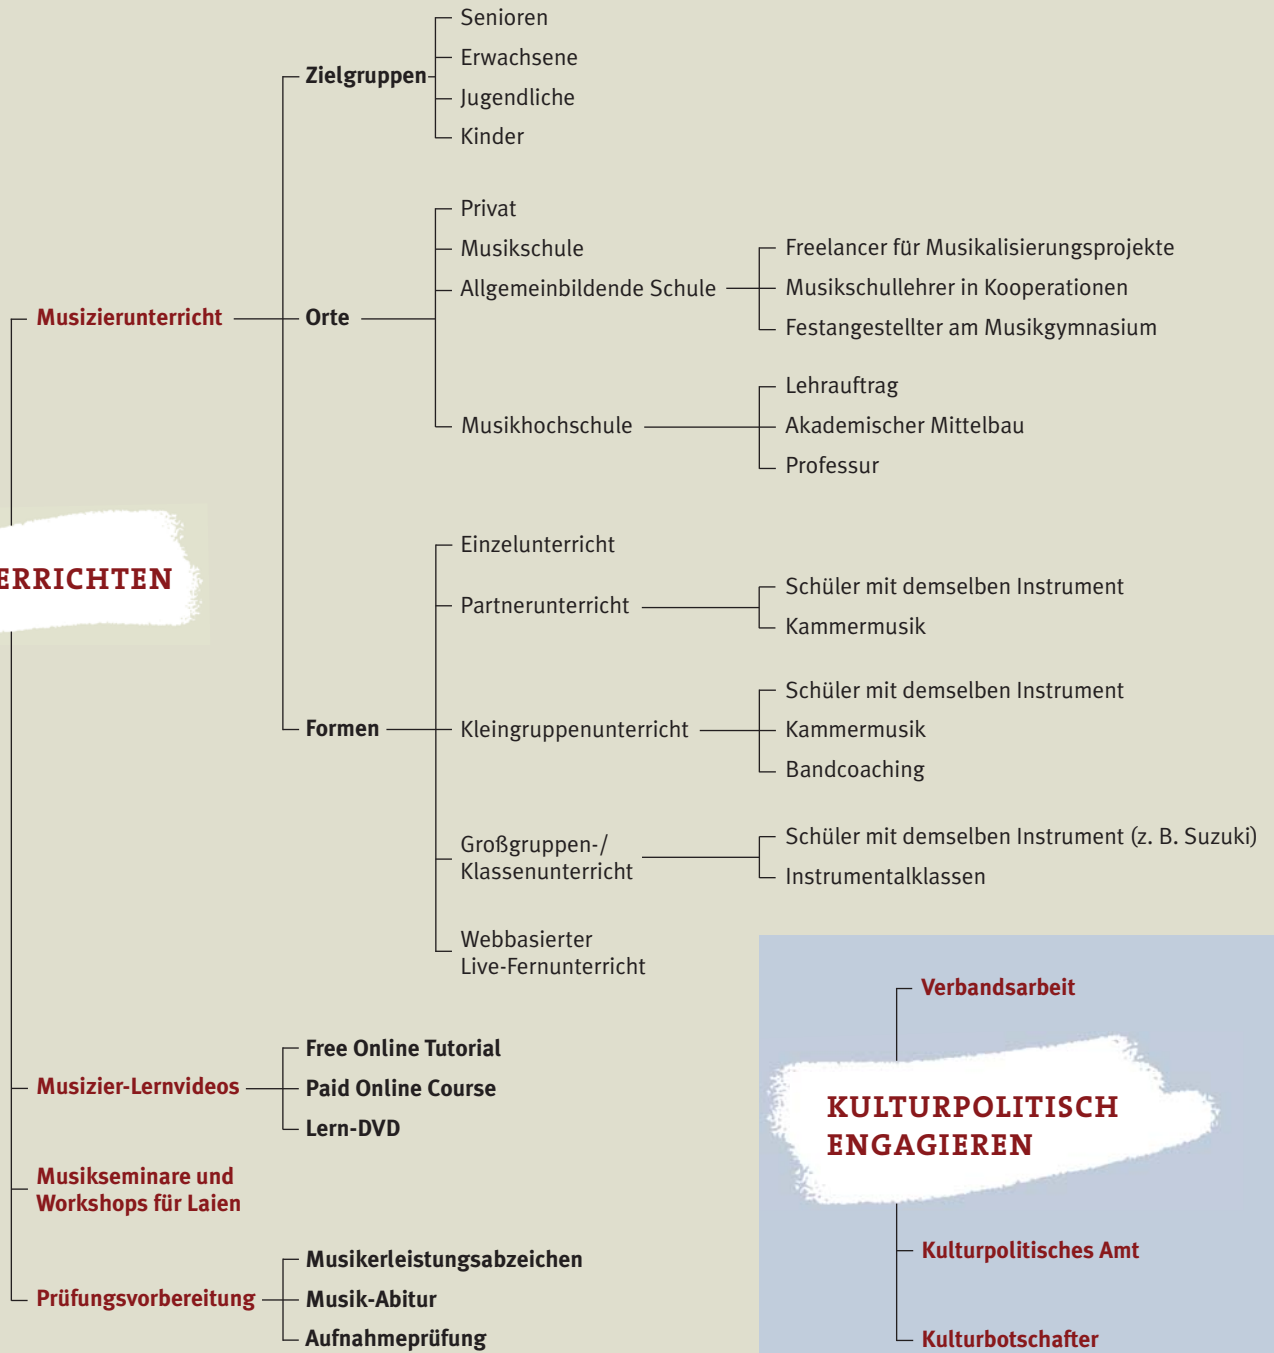 Senioren
Erwachsene
Zielgruppen
Jugendliche
Kinder
Privat
Musikschule
Allgemeinbildende Schule
Freelancer für Musikalisierungsprojekte
Musikschullehrer in Kooperationen
Festangestellter am Musikgymnasium
Musizierunterricht
Orte
Musikhochschule
Lehrauftrag
Akademischer Mittelbau
Professur
ERRICHTEN
Einzelunterricht
Partnerunterricht
Schüler mit demselben Instrument
Kammermusik
Formen
Kleingruppenunterricht
Schüler mit demselben Instrument
Kammermusik
Bandcoaching
Großgruppen-/
Klassenunterricht
Schüler mit demselben Instrument (z. B. Suzuki)
Instrumentalklassen
Webbasierter
Live-Fernunterricht
Musizier-Lernvideos
Free Online Tutorial
Paid Online Course
Lern-DVD
Musikseminare und
Workshops für Laien
Prüfungsvorbereitung
Musikerleistungsabzeichen
Musik-Abitur
Aufnahmeprüfung
Verbandsarbeit
KULTURPOLITISCH
ENGAGIEREN
Kulturpolitisches Amt
Kulturbotschafter